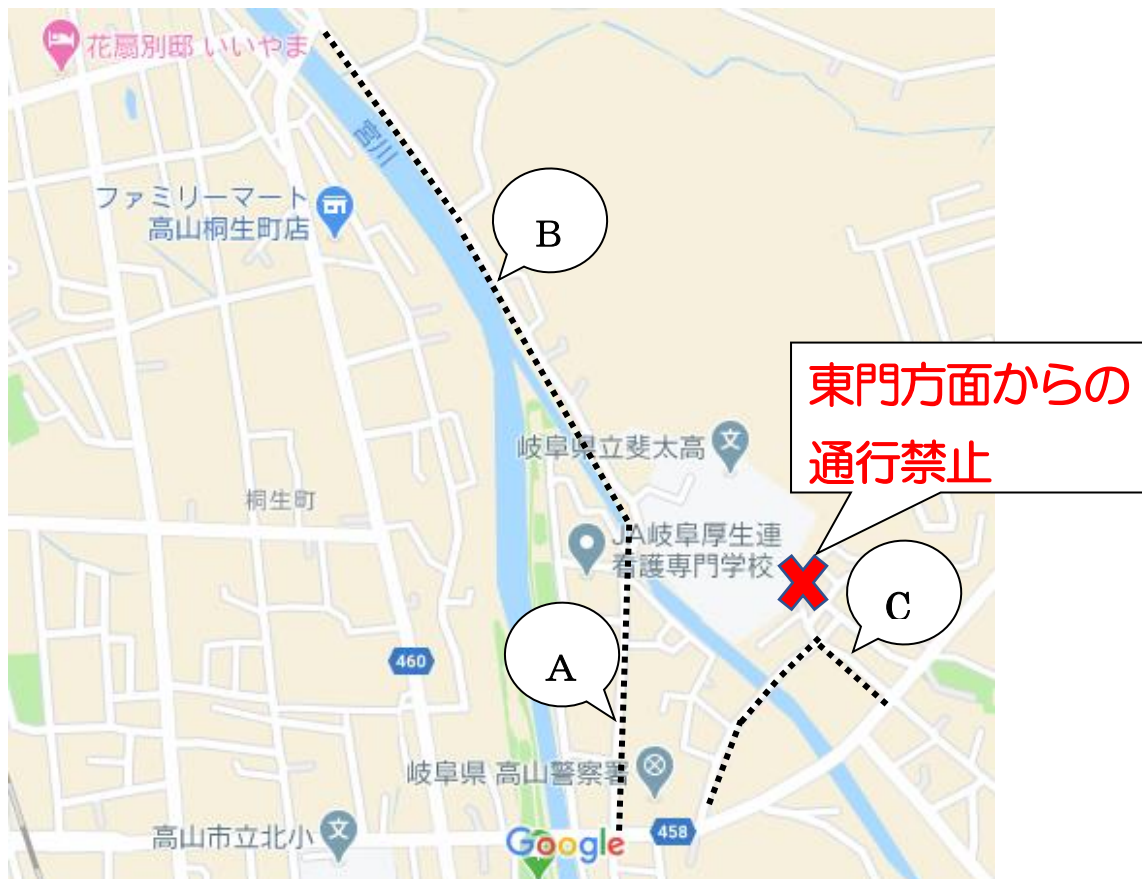 花扇別邸 いいやま
宮川
ファミリーマート
高山桐生町店
B
東門方面からの
通行禁止
岐阜県立斐太高
桐生町
JA岐阜厚生連
看護専門学校
C
A
460
岐阜県 高山警察署
高山市立北小
Google
458